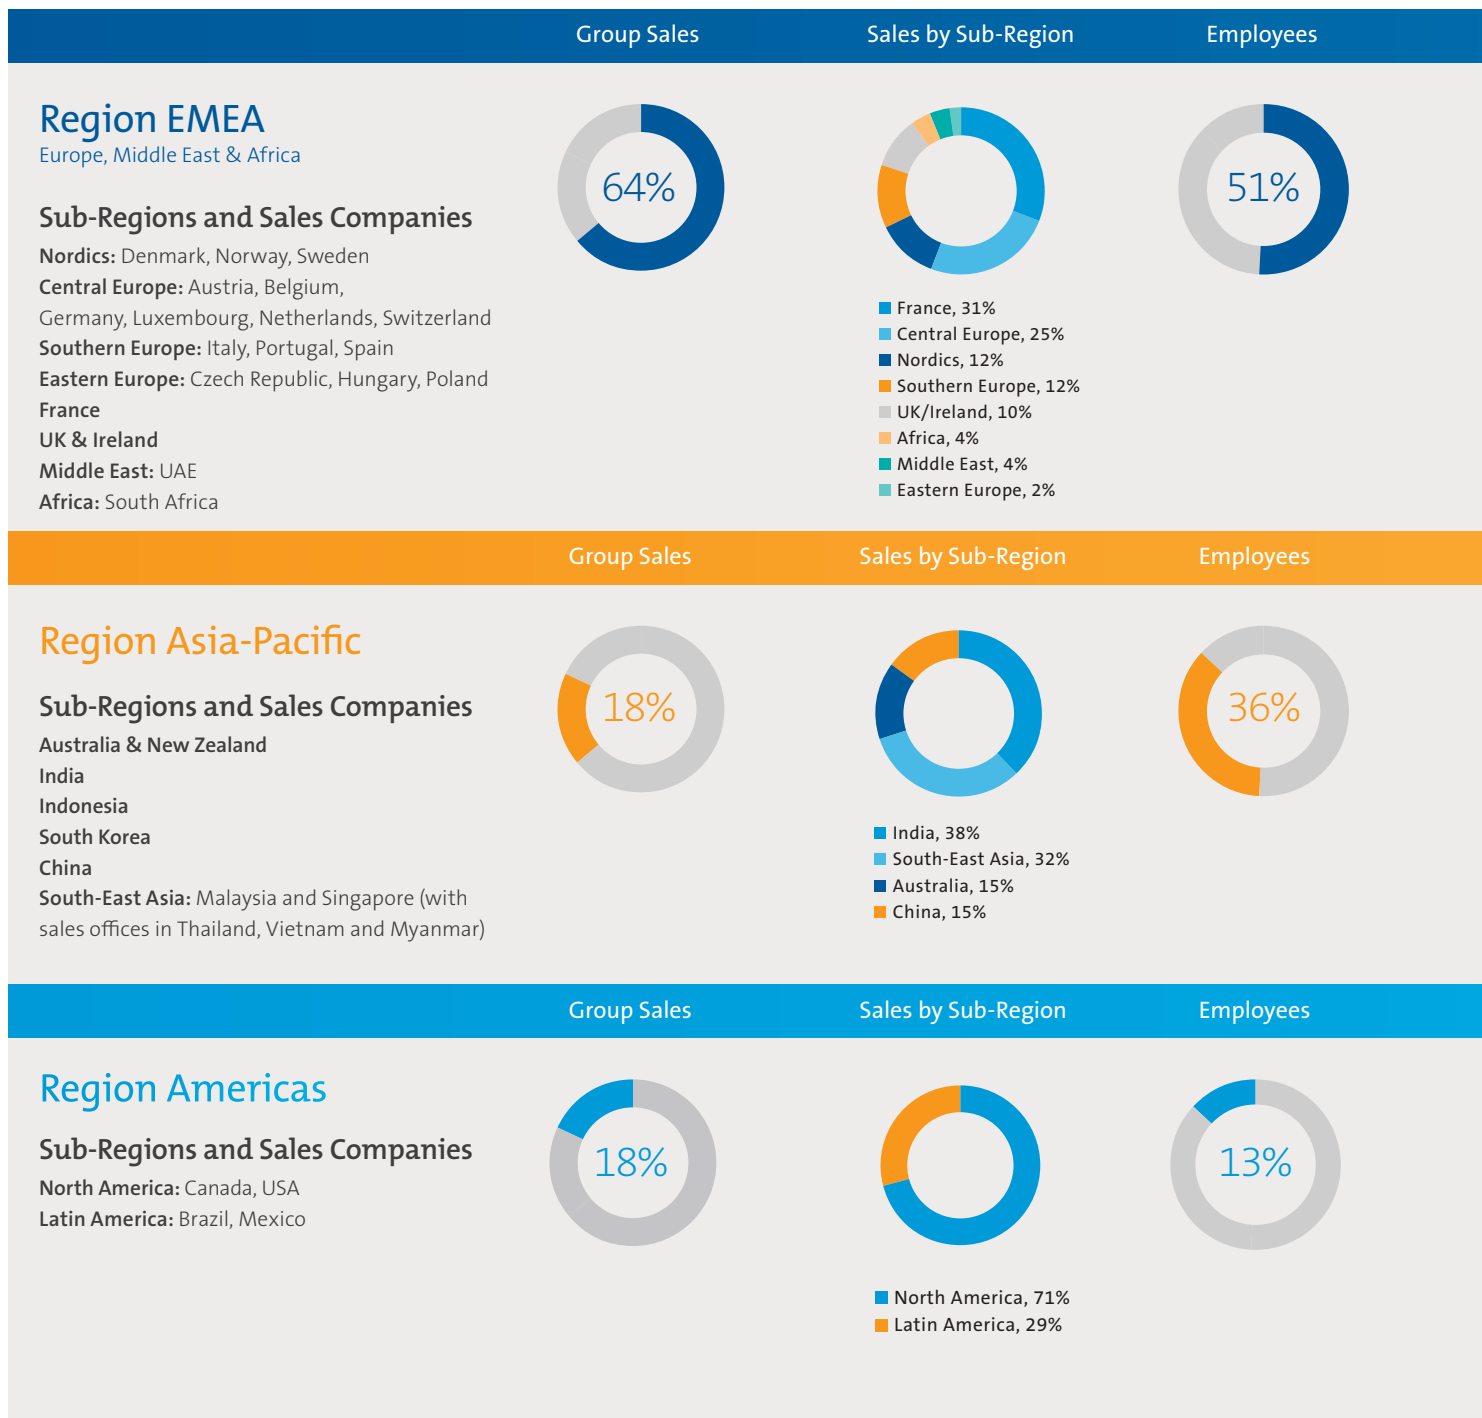 Group Sales
Sales by Sub-Region
Employees
Region EMEA
Europe, Middle East & Africa
Sub-Regions and Sales Companies
Nordics: Denmark, Norway, Sweden
Central Europe: Austria, Belgium,
Germany, Luxembourg, Netherlands, Switzerland
Southern Europe: Italy, Portugal, Spain
Eastern Europe: Czech Republic, Hungary, Poland
France
UK & Ireland
Middle East: UAE
Africa: South Africa
64%
France, 31%
Central Europe, 25%
Nordics, 12%
Southern Europe, 12%
UK/Ireland, 10%
Africa, 4%
Middle East, 4%
Eastern Europe, 2%
51%
Group Sales
Sales by Sub-Region
Employees
Region Asia-Pacific
Sub-Regions and Sales Companies
Australia & New Zealand
India
Indonesia
South Korea
China
South-East Asia: Malaysia and Singapore (with
sales offices in Thailand, Vietnam and Myanmar)
18%
India, 38%
South-East Asia, 32%
Australia, 15%
China, 15%
36%
Group Sales
Sales by Sub-Region
Employees
Region Americas
Sub-Regions and Sales Companies
North America: Canada, USA
Latin America: Brazil, Mexico
18%
North America, 71%
Latin America, 29%
13%